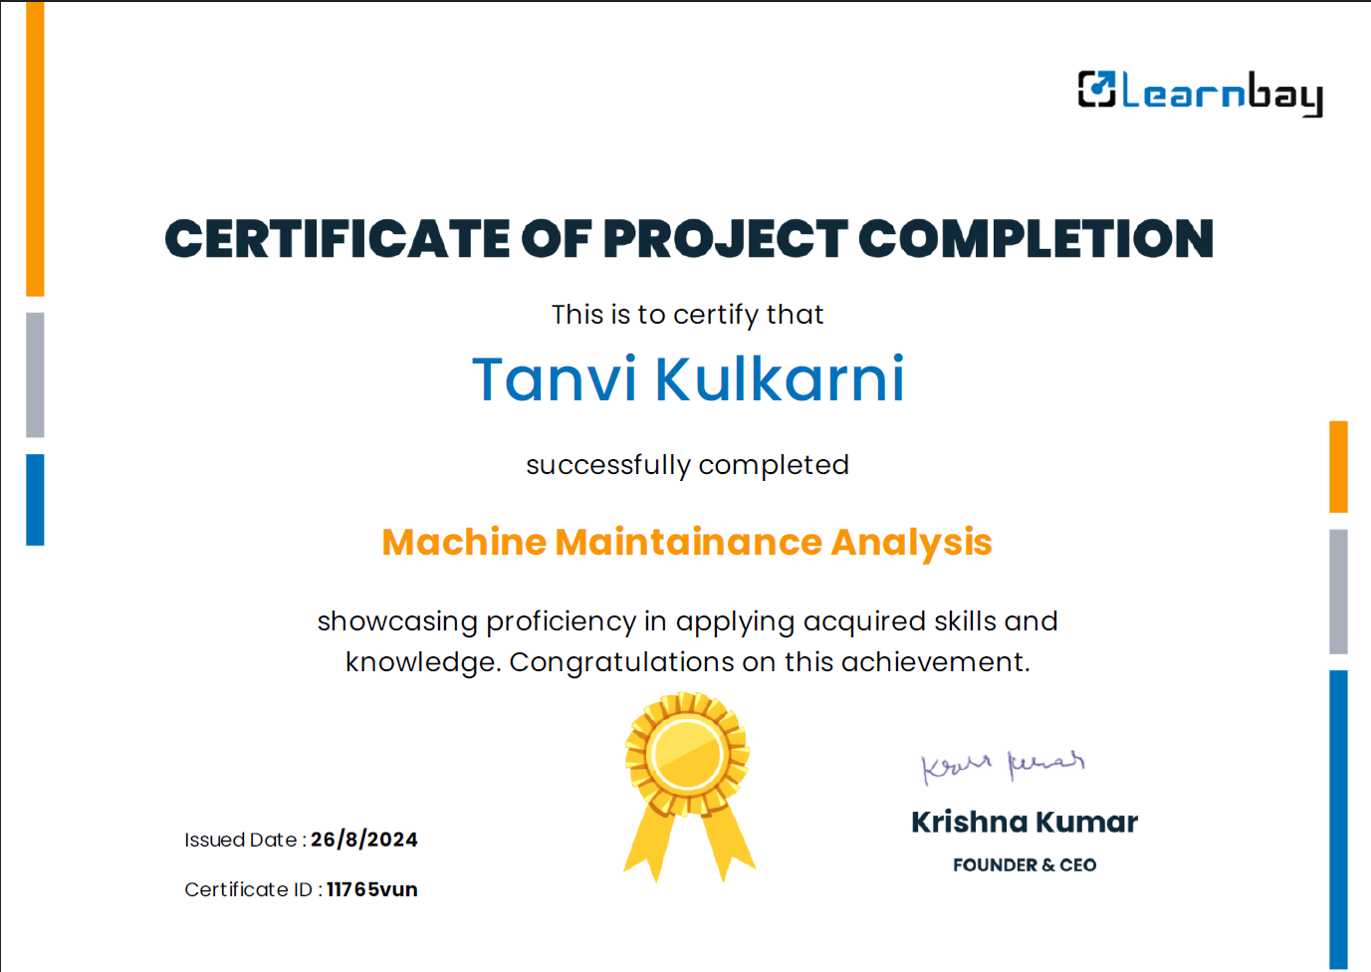 Learnbay
CERTIFICATE OF PROJECT COMPLETION
This is to certify that
Tanvi Kulkarni
successfully completed
Machine Maintainance Analysis
showcasing proficiency in applying acquired skills and
knowledge. Congratulations on this achievement.
Krishna Kumar
FOUNDER & CEO
Issued Date : 26/8/2024
Certificate ID : 11765vun